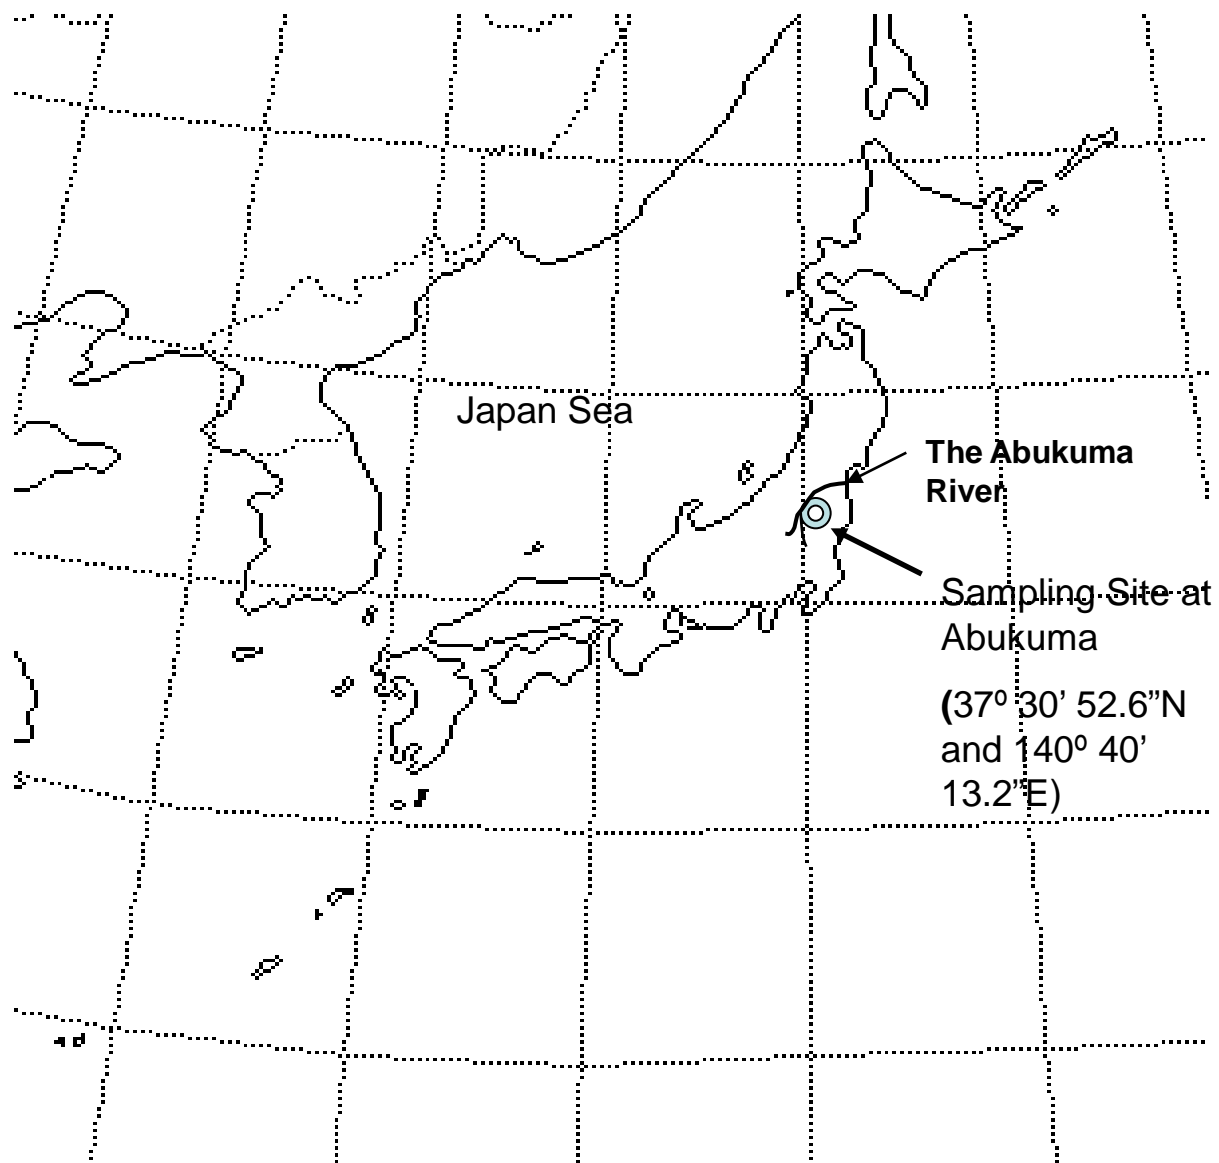 Japan Sea
The Abukuma
River
Sampling Site at
Abukuma
(37º 30’ 52.6”N
and 140º 40’
13.2”E)